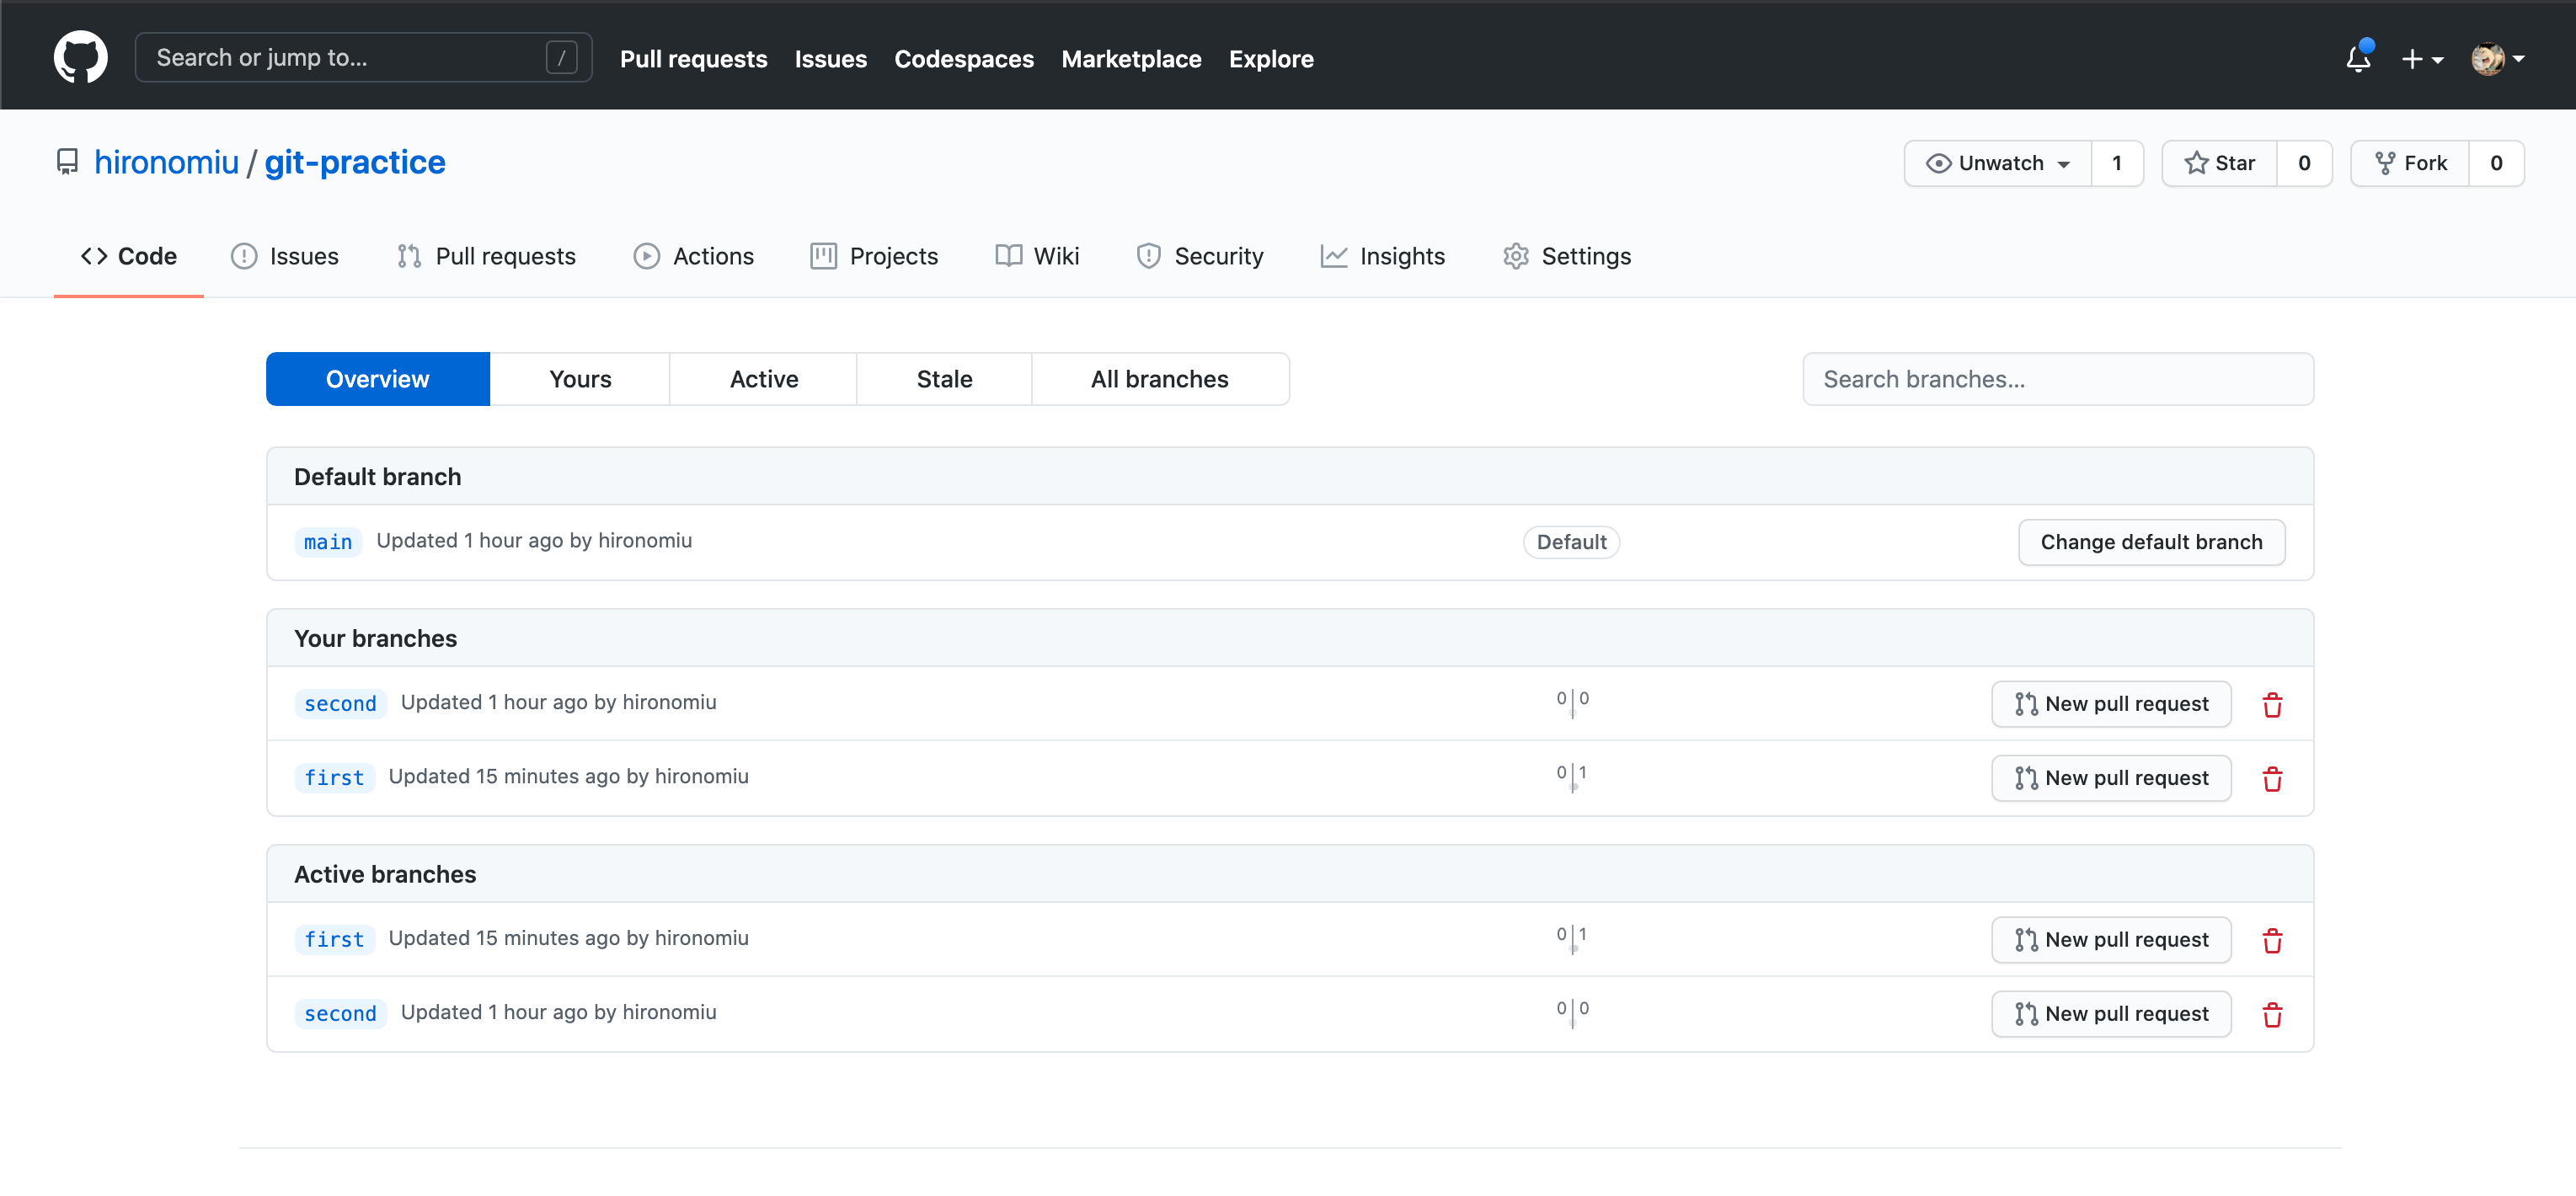 Search or jump to... / Pull requests Issues Codespaces Marketplace Explore
hironomiu / git-practice Unwatch 1 Star 0 Fork 0
Code Issues Pull requests Actions Projects Wiki Security Insights Settings
Overview Yours Active Stale All branches Search branches...
Default branch
main Updated 1 hour ago by hironomiu Default Change default branch
Your branches
second Updated 1 hour ago by hironomiu 0 0 New pull request
first Updated 15 minutes ago by hironomiu 0 1 New pull request
Active branches
first Updated 15 minutes ago by hironomiu 0 1 New pull request
second Updated 1 hour ago by hironomiu 0 0 New pull request